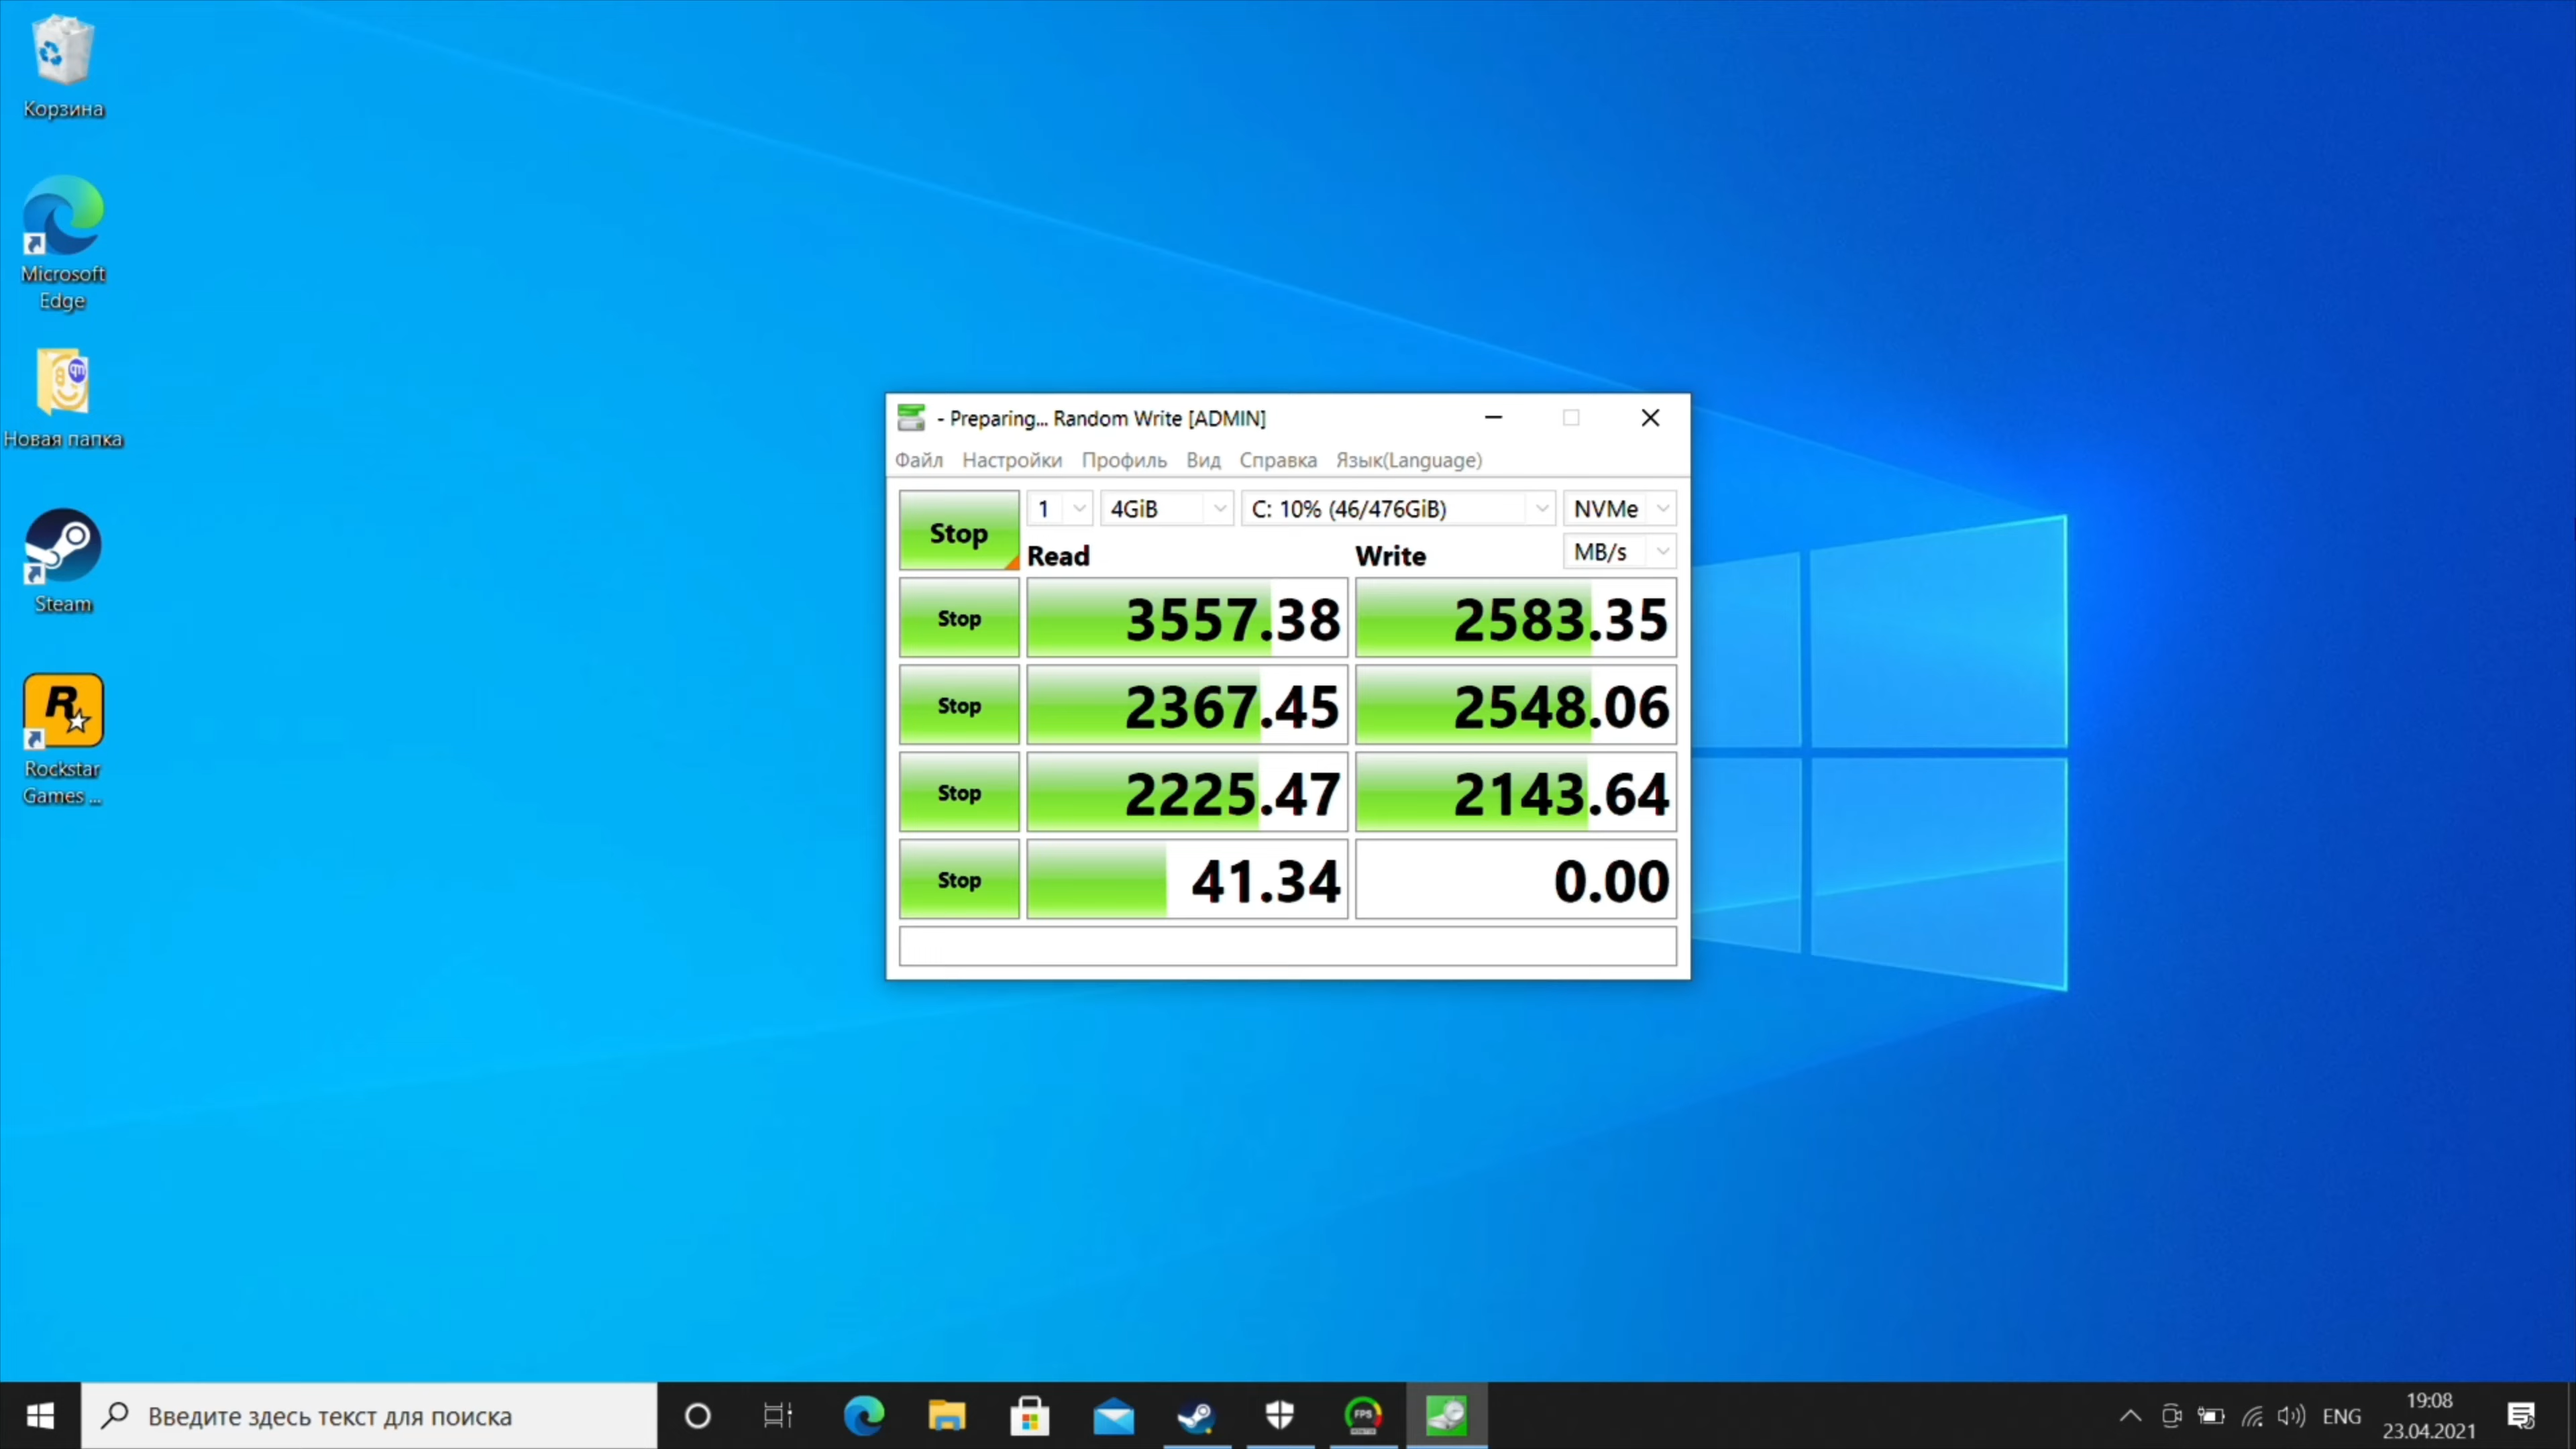 Корзина
Microsoft
Edge
Новая папка
Steam
Rockstar
Games ...
- Preparing... Random Write [ADMIN]
Файл Настройки Профиль Вид Справка Язык(Language)
Stop 1 4GiB C: 10% (46/476GiB) NVMe
Read Write MB/s
Stop 3557.38 2583.35
Stop 2367.45 2548.06
Stop 2225.47 2143.64
Stop 41.34 0.00
Введите здесь текст для поиска
FPS
ENG
19:08
23.04.2021